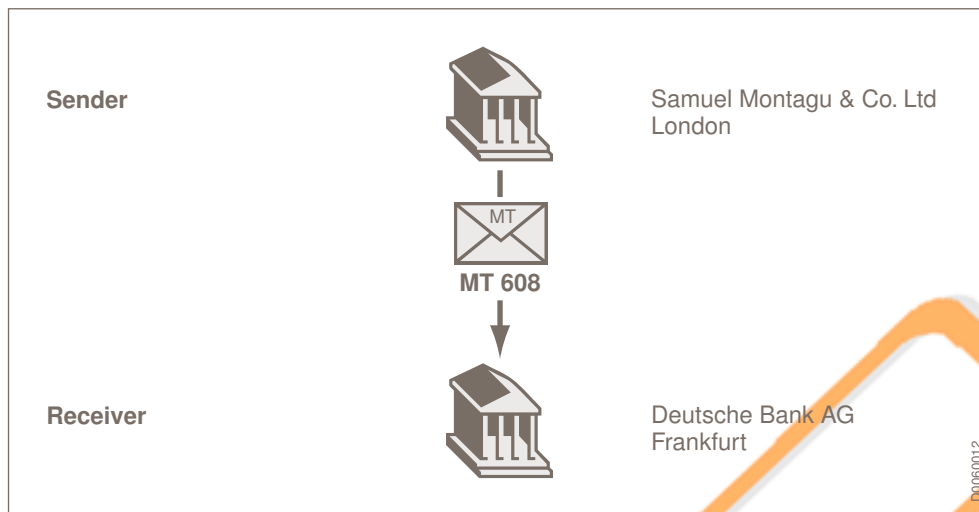 Sender
Samuel Montagu & Co. Ltd
London
MT
MT 608
Receiver
Deutsche Bank AG
Frankfurt
D0060012